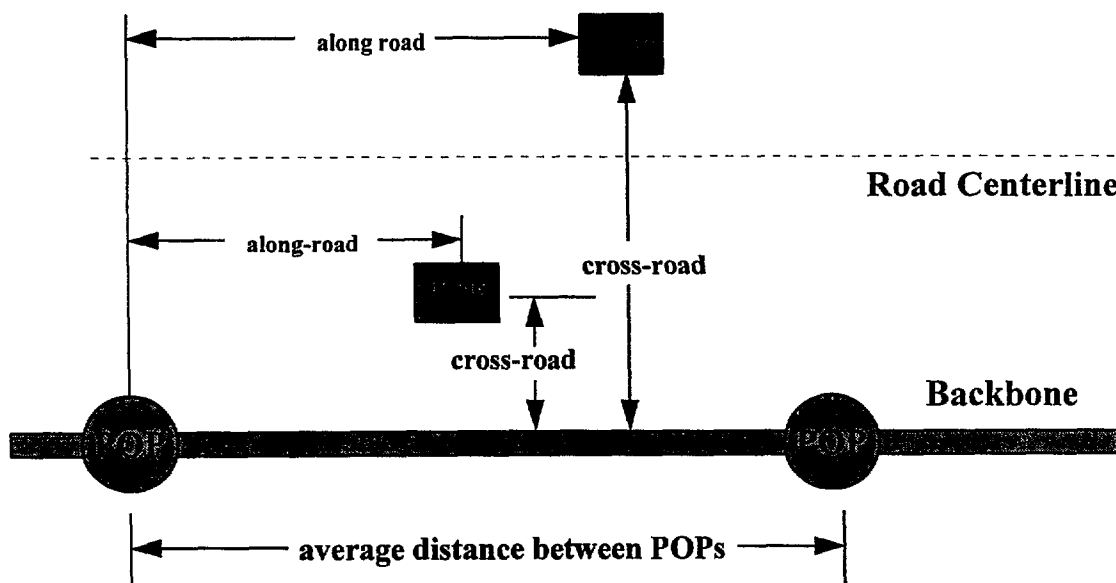 along road
Road Centerline
along-road
cross-road
cross-road
Backbone
POP
POP
average distance between POPs